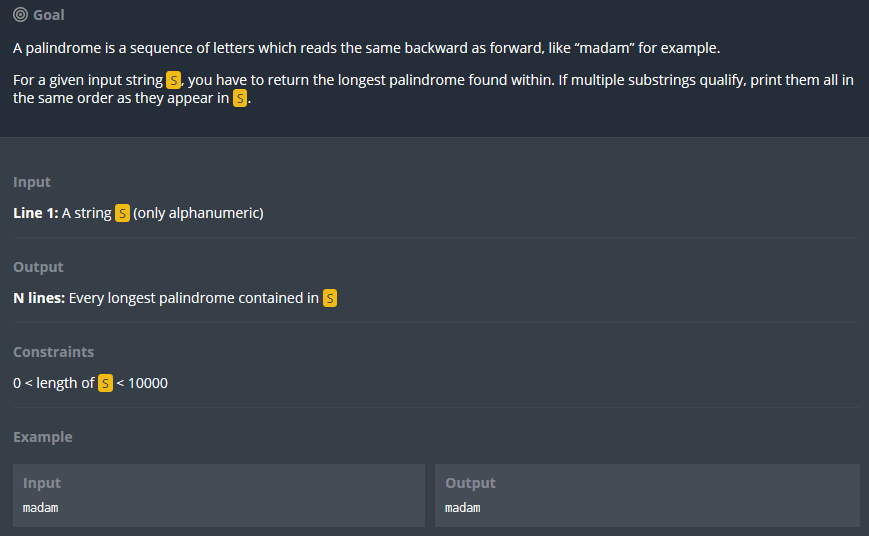 Goal
A palindrome is a sequence of letters which reads the same backward as forward, like “madam” for example.
For a given input string S, you have to return the longest palindrome found within. If multiple substrings qualify, print them all in
the same order as they appear in S.
Input
Line 1: A string S (only alphanumeric)
Output
N lines: Every longest palindrome contained in S
Constraints
0 < length of S < 10000
Example
Input
madam
Output
madam